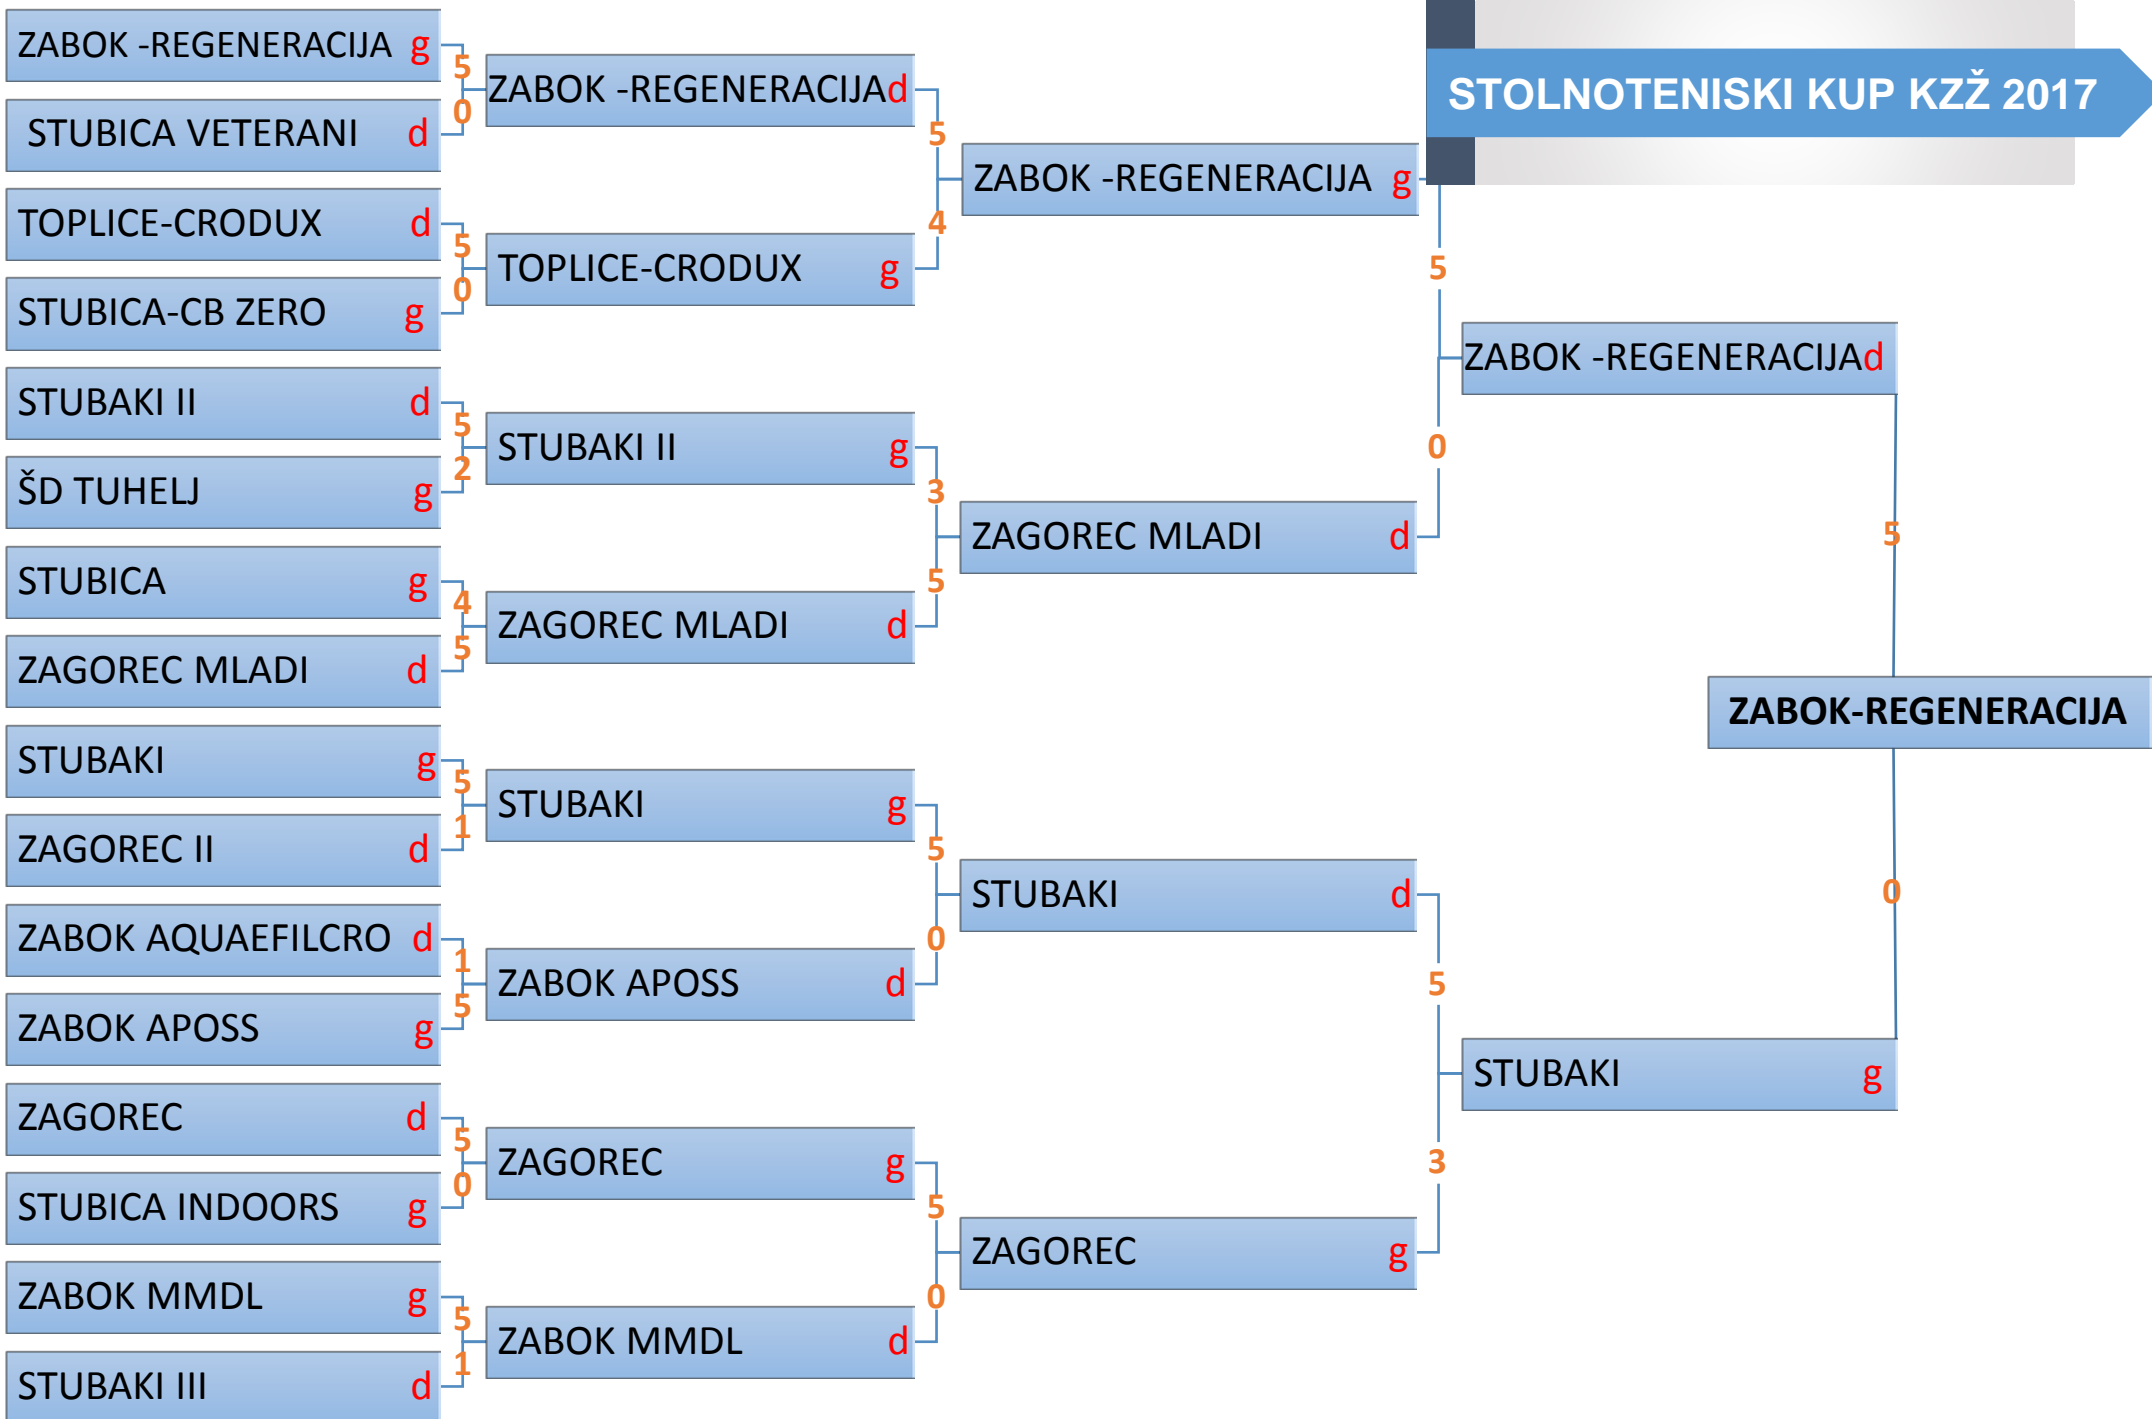 STOLNOTENISKI KUP KZŽ 2017
ZABOK -REGENERACIJA g
5
0
STUBICA VETERANI d
TOPLICE-CRODUX d
5
0
STUBICA-CB ZERO g
STUBAKI II d
5
2
ŠD TUHELJ g
STUBICA g
4
5
ZAGOREC MLADI d
STUBAKI g
5
1
ZAGOREC II d
ZABOK AQUAEFILCRO d
1
5
ZABOK APOSS g
ZAGOREC d
5
0
STUBICA INDOORS g
ZABOK MMDL g
5
1
STUBAKI III d
ZABOK -REGENERACIJA d
5
4
TOPLICE-CRODUX g
STUBAKI II g
3
5
ZAGOREC MLADI d
STUBAKI g
5
0
ZABOK APOSS d
ZAGOREC g
5
0
ZABOK MMDL d
ZABOK -REGENERACIJA g
5
0
ZAGOREC MLADI d
STUBAKI d
5
3
ZAGOREC g
ZABOK -REGENERACIJA d
5
0
STUBAKI g
ZABOK-REGENERACIJA